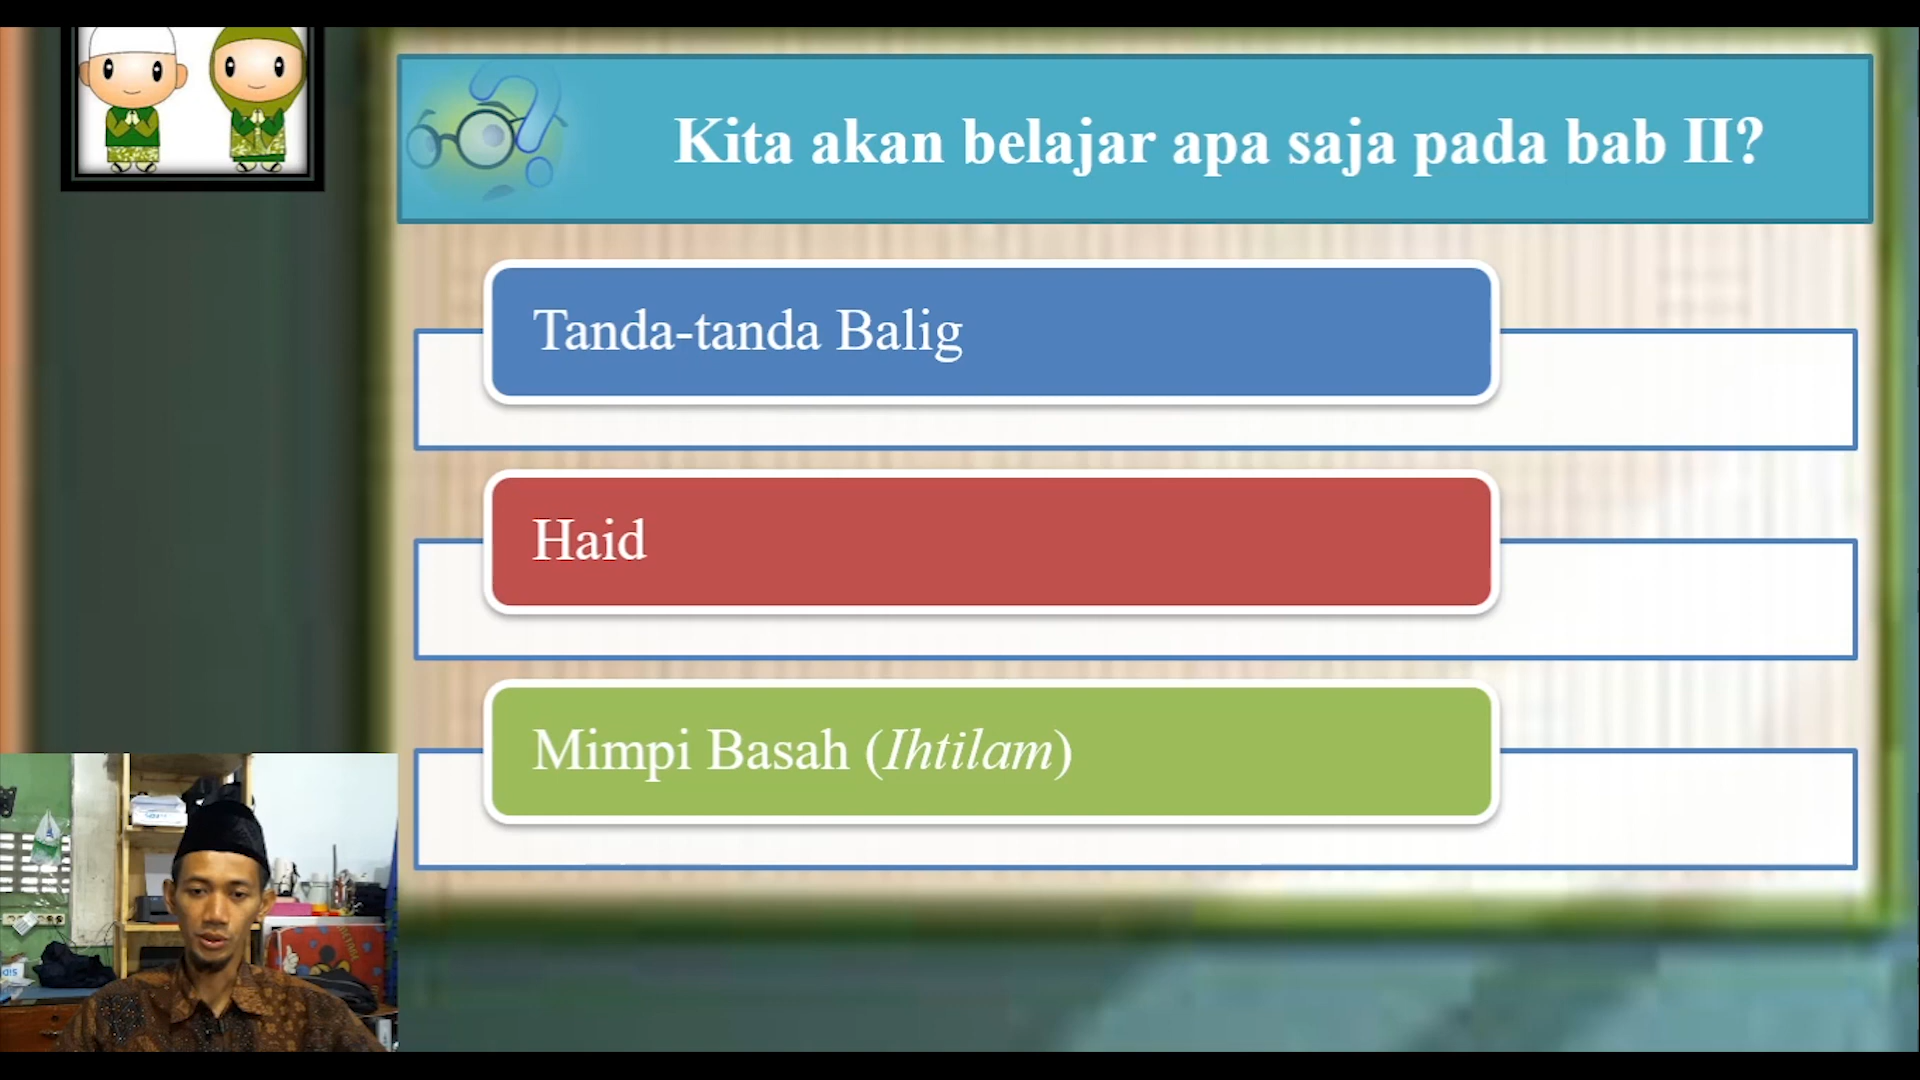 Kita akan belajar apa saja pada bab II?
Tanda-tanda Balig
Haid
Mimpi Basah (Ihtilam)